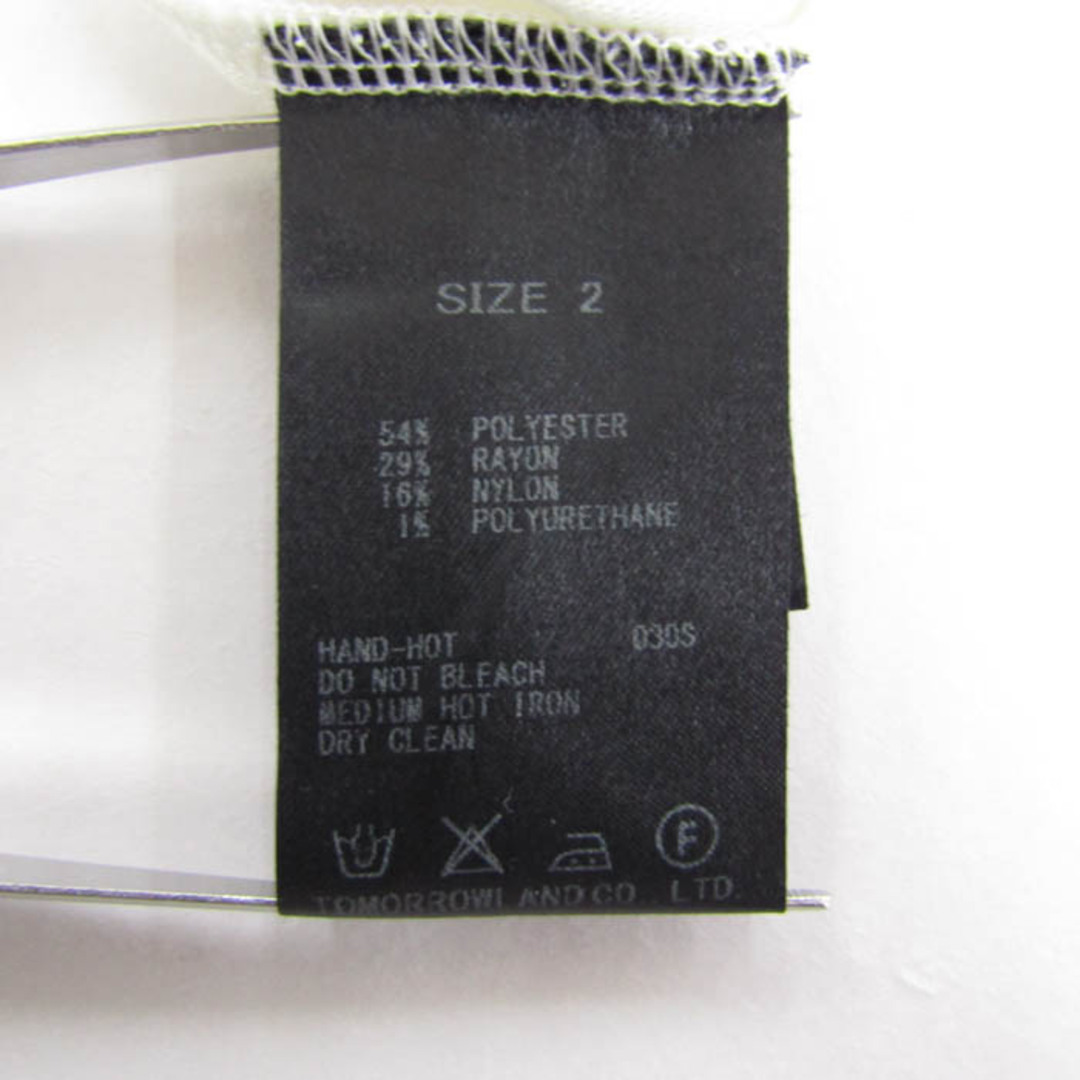 SIZE 2
54% POLYESTER
29% RAYON
16% NYLON
1% POLYURETHANE
HAND-HOT 030S
DO NOT BLEACH
MEDIUM HOT IRON
DRY CLEAN
F
TOMORROWLAND CO LTD.